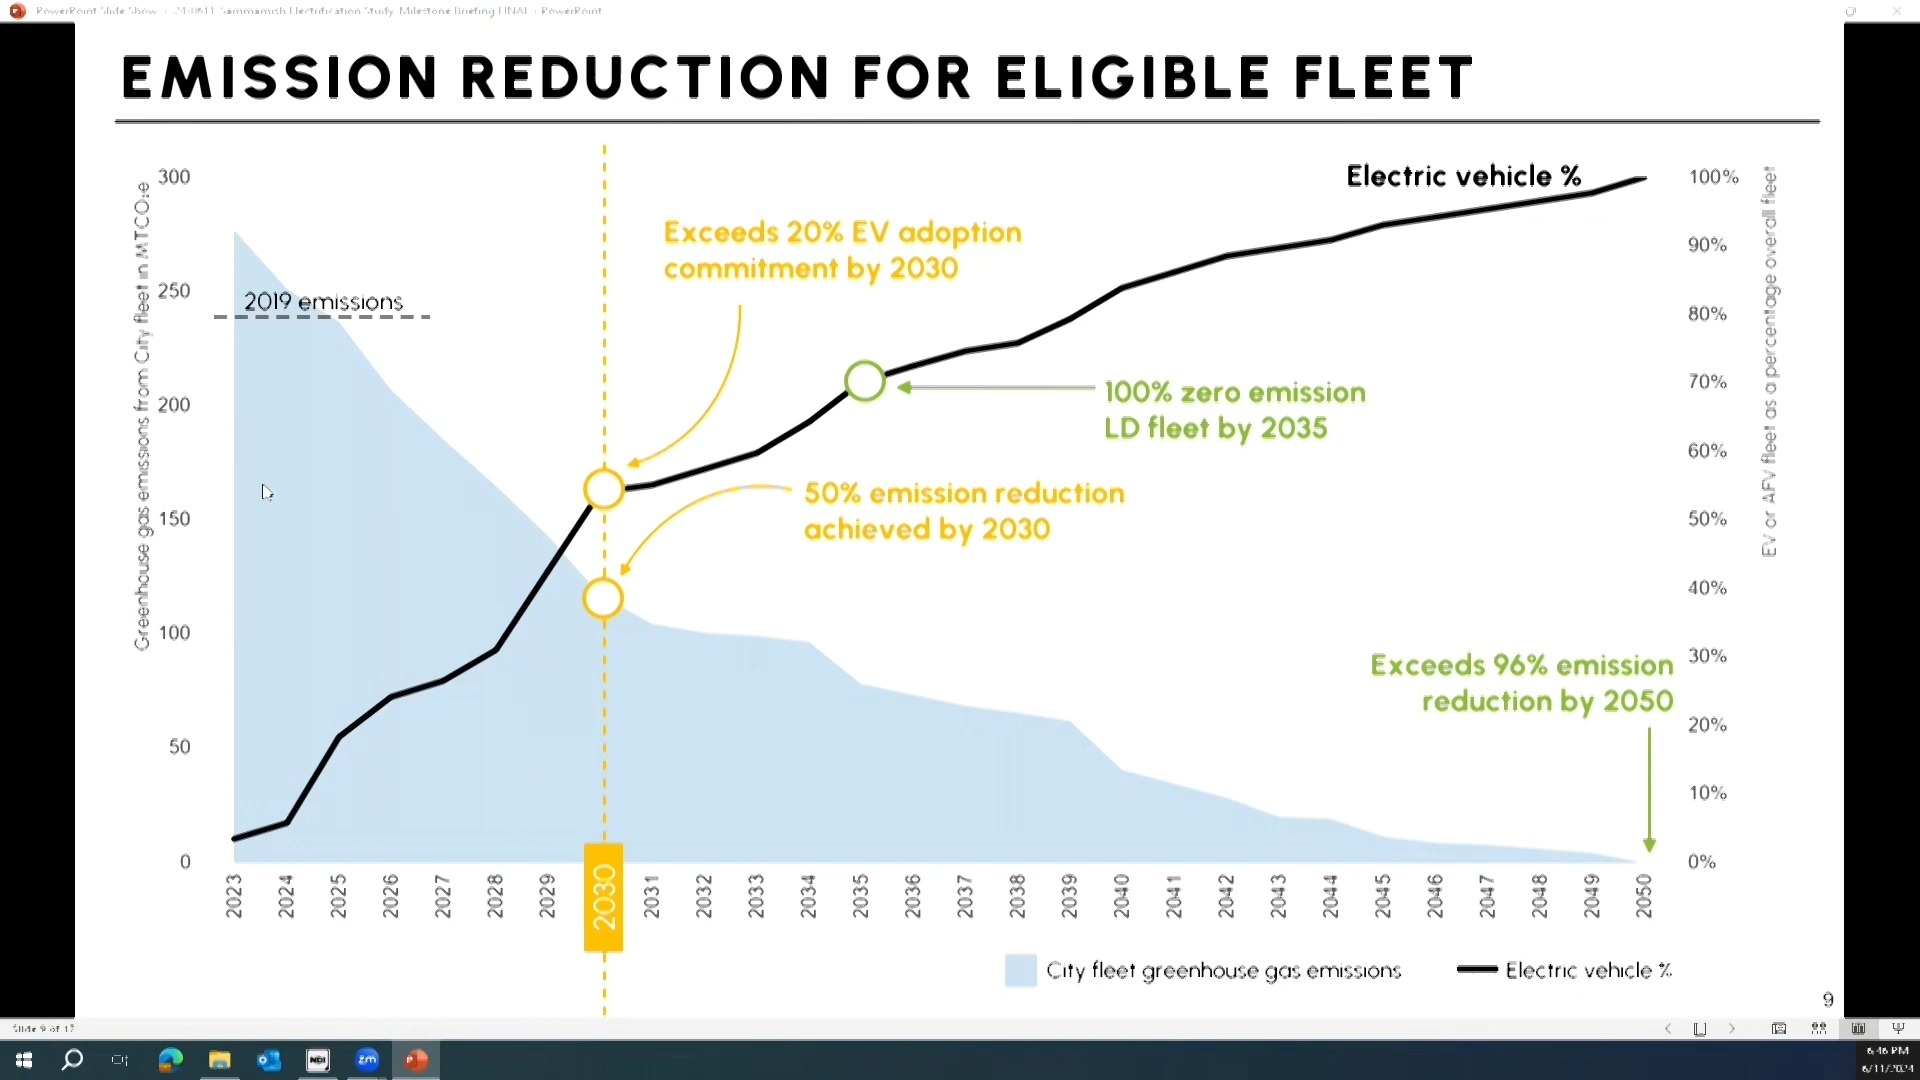 PowerPoint Slide Show - 240611 Sammamish Electrification Study Milestone Briefing FINAL - PowerPoint
EMISSION REDUCTION FOR ELIGIBLE FLEET
Greenhouse gas emissions from City fleet in MTCO₂e
300
250
200
150
100
50
0
2019 emissions
Exceeds 20% EV adoption
commitment by 2030
Electric vehicle %
100% zero emission
LD fleet by 2035
50% emission reduction
achieved by 2030
Exceeds 96% emission
reduction by 2050
100%
90%
80%
70%
60%
50%
40%
30%
20%
10%
0%
EV or AFV fleet as a percentage overall fleet
2023
2024
2025
2026
2027
2028
2029
2030
2031
2032
2033
2034
2035
2036
2037
2038
2039
2040
2041
2042
2043
2044
2045
2046
2047
2048
2049
2050
City fleet greenhouse gas emissions
Electric vehicle %
9
Slide 9 of 17
NDI
zm
6:46 PM
6/11/2024